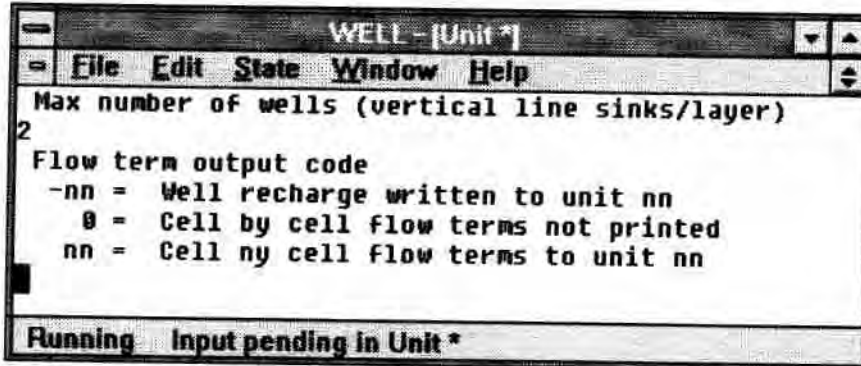 WELL - [Unit *]
File Edit State Window Help
Max number of wells (vertical line sinks/layer)
2
Flow term output code
-nn = Well recharge written to unit nn
0 = Cell by cell flow terms not printed
nn = Cell ny cell flow terms to unit nn
Running Input pending in Unit *